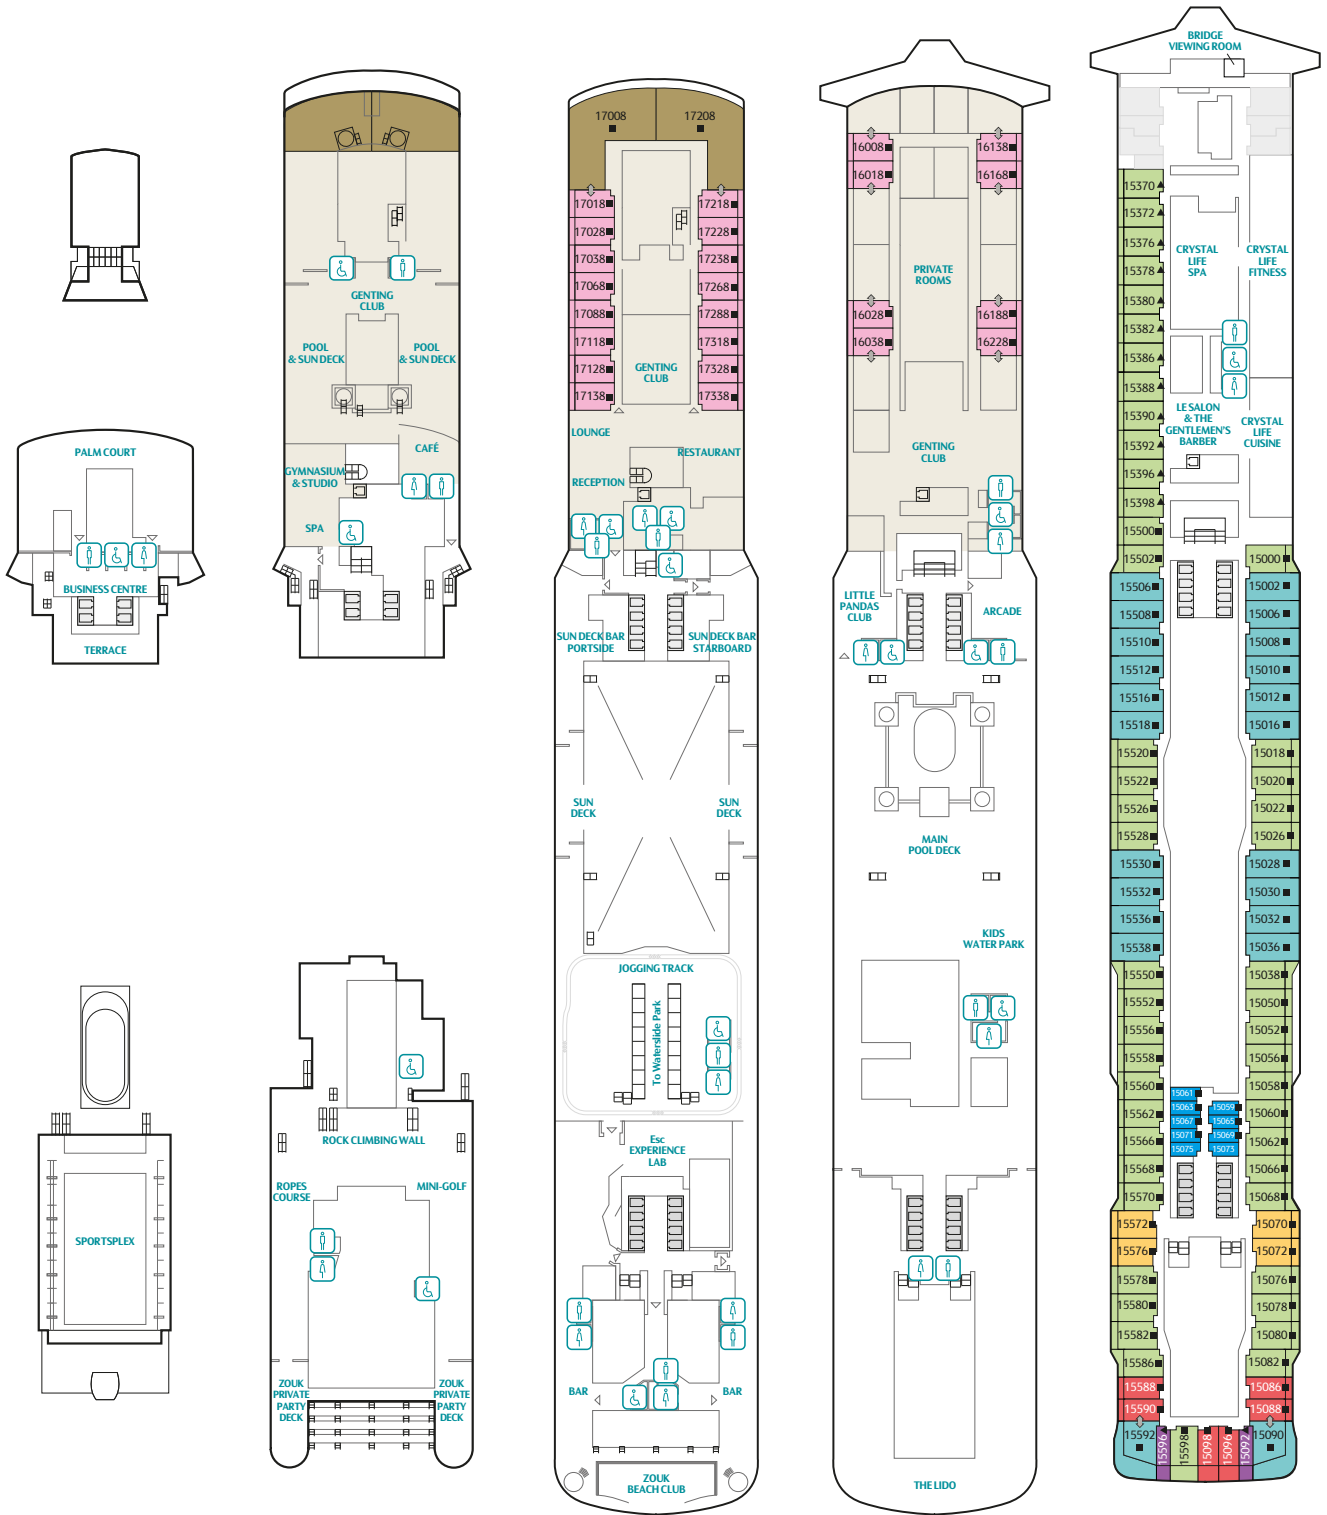 PALM COURT
BUSINESS CENTRE
TERRACE
SPORTSPLEX
GENTING
CLUB
POOL
& SUN DECK
POOL
& SUN DECK
CAFÉ
GYMNASIUM
& STUDIO
SPA
ROCK CLIMBING WALL
ROPES
COURSE
MINI-GOLF
ZOUK
PRIVATE
PARTY
DECK
ZOUK
PRIVATE
PARTY
DECK
17008
17208
17018
17028
17038
17068
17088
17118
17128
17138
17218
17228
17238
17268
17288
17318
17328
17338
GENTING
CLUB
LOUNGE
RESTAURANT
RECEPTION
SUN DECK BAR
PORTSIDE
SUN DECK BAR
STARBOARD
SUN
DECK
SUN
DECK
JOGGING TRACK
To Waterslide Park
Esc
EXPERIENCE
LAB
BAR
BAR
ZOUK
BEACH CLUB
16008
16018
16138
16168
PRIVATE
ROOMS
16028
16038
16188
16228
GENTING
CLUB
LITTLE
PANDAS
CLUB
ARCADE
MAIN
POOL DECK
KIDS
WATER PARK
THE LIDO
BRIDGE
VIEWING ROOM
CRYSTAL
LIFE
SPA
CRYSTAL
LIFE
FITNESS
LE SALON
& THE
GENTLEMEN'S
BARBER
CRYSTAL
LIFE
CUISINE
15370
15372
15376
15378
15380
15382
15386
15388
15390
15392
15396
15398
15500
15502
15506
15508
15510
15512
15516
15518
15520
15522
15526
15528
15530
15532
15536
15538
15550
15552
15556
15558
15560
15562
15566
15568
15570
15572
15576
15578
15580
15582
15586
15588
15590
15592
15000
15002
15006
15008
15010
15012
15016
15018
15020
15022
15026
15028
15030
15032
15036
15038
15050
15052
15056
15058
15060
15062
15066
15068
15070
15072
15076
15078
15080
15082
15086
15088
15090
15061
15063
15067
15071
15075
15059
15065
15069
15073
15596
15598
15098
15096
15092